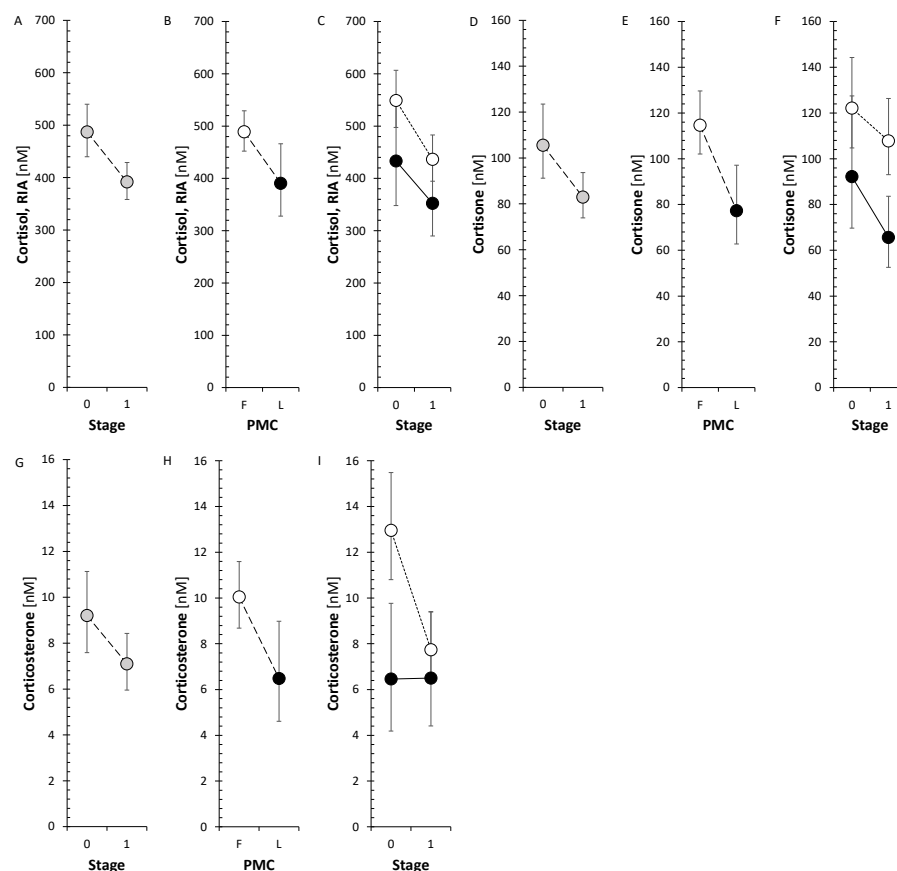 A
Cortisol, RIA [nM]
700
600
500
400
300
200
100
0
0 1
Stage
B
Cortisol, RIA [nM]
700
600
500
400
300
200
100
0
F L
PMC
C
Cortisol, RIA [nM]
700
600
500
400
300
200
100
0
0 1
Stage
D
Cortisone [nM]
160
140
120
100
80
60
40
20
0
0 1
Stage
E
Cortisone [nM]
160
140
120
100
80
60
40
20
0
F L
PMC
F
Cortisone [nM]
160
140
120
100
80
60
40
20
0
0 1
Stage
G
Corticosterone [nM]
16
14
12
10
8
6
4
2
0
0 1
Stage
H
Corticosterone [nM]
16
14
12
10
8
6
4
2
0
F L
PMC
I
Corticosterone [nM]
16
14
12
10
8
6
4
2
0
0 1
Stage